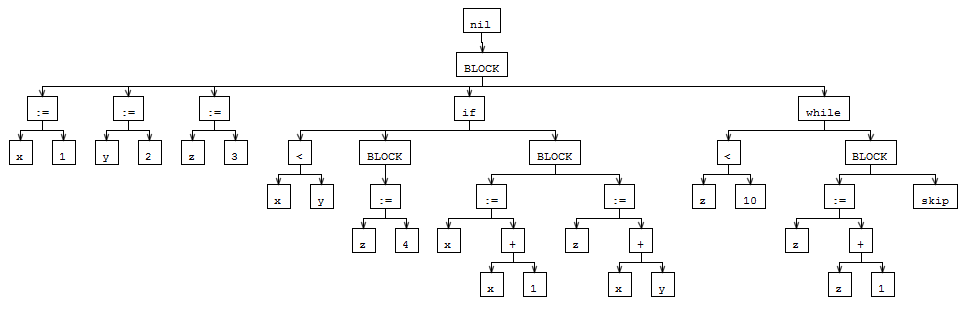 nil
BLOCK
:= := := if while
x 1 y 2 z 3 < BLOCK BLOCK < BLOCK
x y := := := z 10 := skip
z 4 x + z + z +
x 1 x y z 1